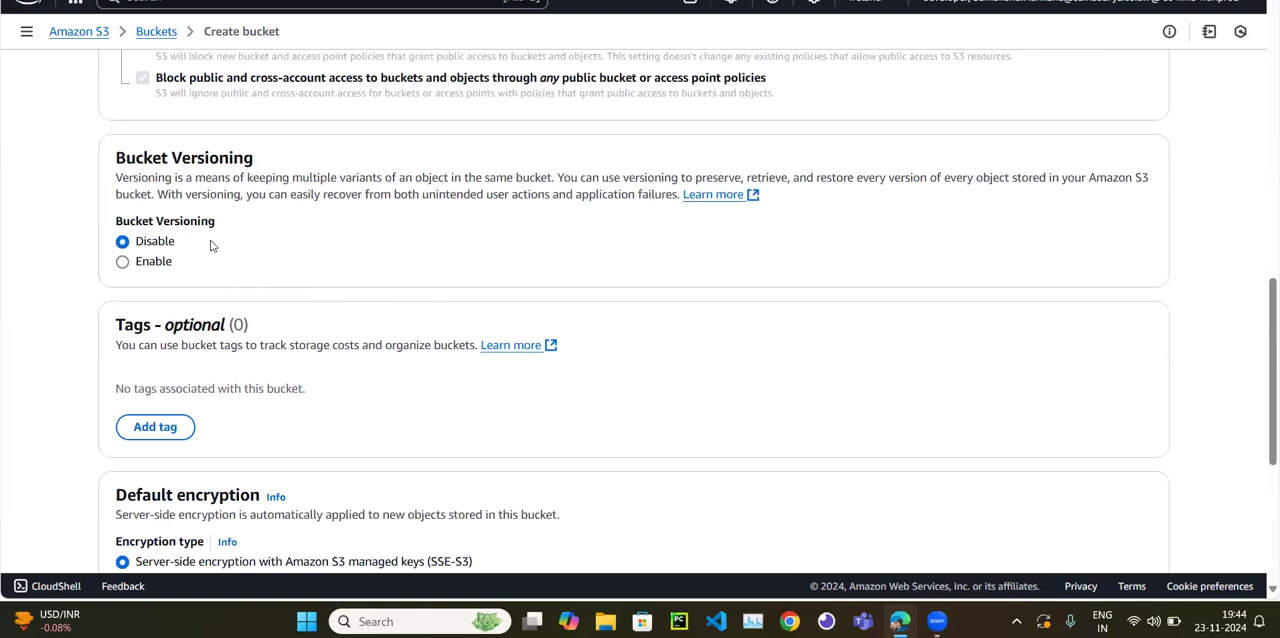 Amazon S3 > Buckets > Create bucket
S3 will block new bucket and access point policies that grant public access to buckets and objects. This setting doesn't change any existing policies that allow public access to S3 resources.
Block public and cross-account access to buckets and objects through any public bucket or access point policies
S3 will ignore public and cross-account access for buckets or access points with policies that grant public access to buckets and objects.
Bucket Versioning
Versioning is a means of keeping multiple variants of an object in the same bucket. You can use versioning to preserve, retrieve, and restore every version of every object stored in your Amazon S3
bucket. With versioning, you can easily recover from both unintended user actions and application failures. Learn more
Bucket Versioning
Disable
Enable
Tags - optional (0)
You can use bucket tags to track storage costs and organize buckets. Learn more
No tags associated with this bucket.
Add tag
Default encryption Info
Server-side encryption is automatically applied to new objects stored in this bucket.
Encryption type Info
Server-side encryption with Amazon S3 managed keys (SSE-S3)
CloudShell Feedback © 2024, Amazon Web Services, Inc. or its affiliates. Privacy Terms Cookie preferences
USD/INR
-0.08%
Search
ENG
IN
19:44
23-11-2024